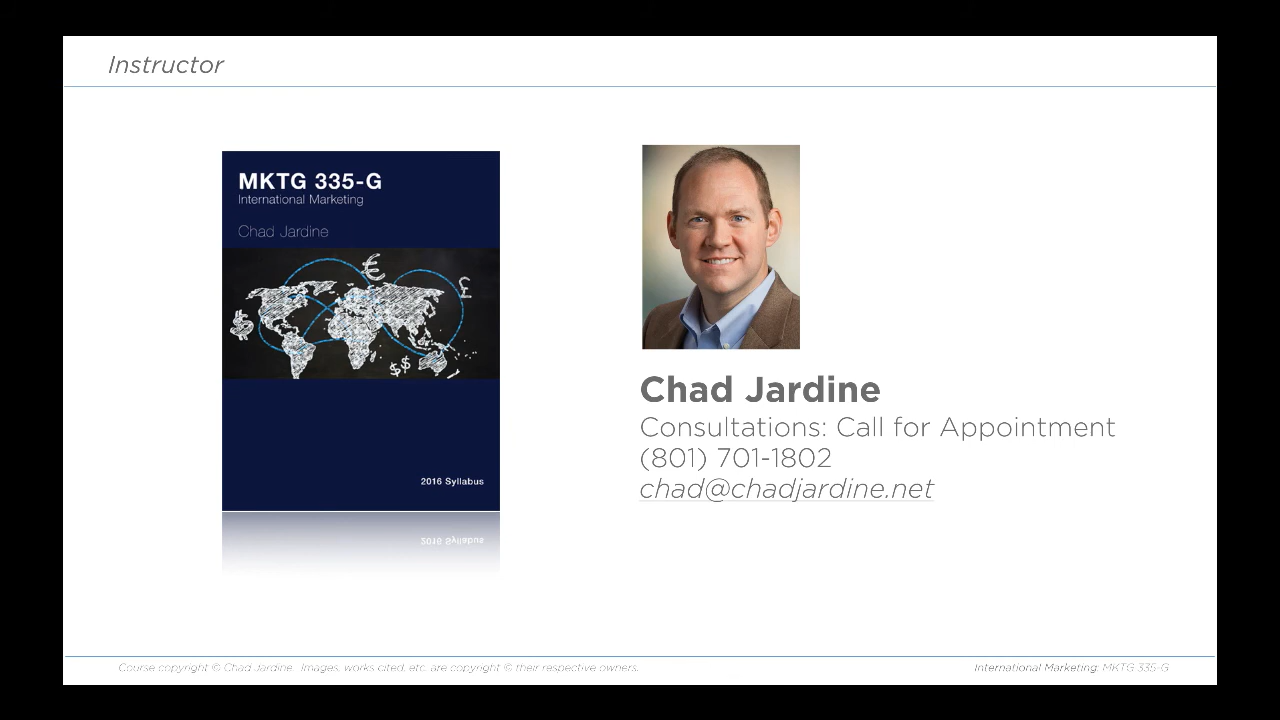 Instructor
MKTG 335-G
International Marketing
Chad Jardine
$
€
£
$$
2016 Syllabus
2016 Syllabus
Chad Jardine
Consultations: Call for Appointment
(801) 701-1802
chad@chadjardine.net
Course copyright © Chad Jardine. Images, works cited, etc. are copyright © their respective owners.
International Marketing: MKTG 335-G